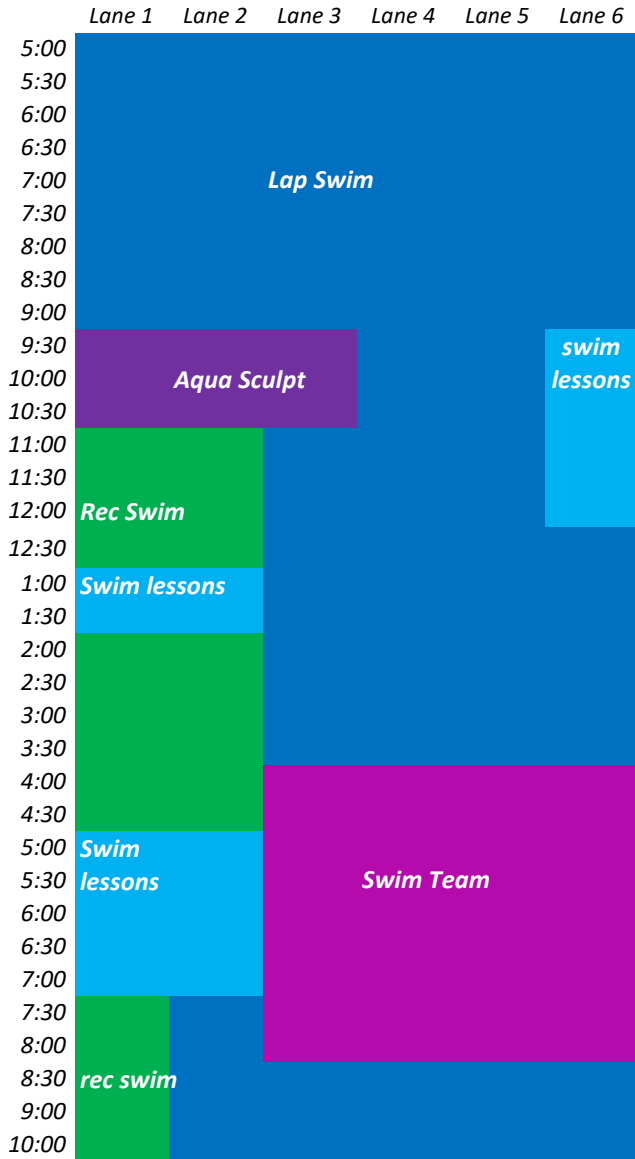 Lane 1 Lane 2 Lane 3 Lane 4 Lane 5 Lane 6
5:00
5:30
6:00
6:30
7:00 Lap Swim
7:30
8:00
8:30
9:00
9:30 swim
10:00 Aqua Sculpt lessons
10:30
11:00
11:30
12:00 Rec Swim
12:30
1:00 Swim lessons
1:30
2:00
2:30
3:00
3:30
4:00
4:30
5:00 Swim
5:30 lessons Swim Team
6:00
6:30
7:00
7:30
8:00
8:30 rec swim
9:00
10:00